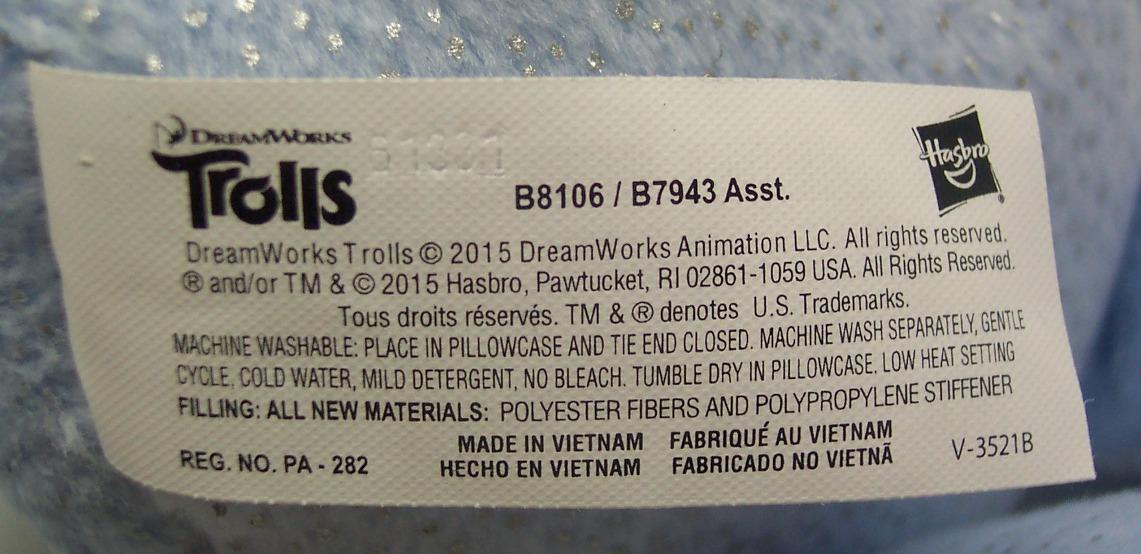 DREAMWORKS
Trolls
B8106 / B7943 Asst.
Hasbro
DreamWorks Trolls © 2015 DreamWorks Animation LLC. All rights reserved.
® and/or TM & © 2015 Hasbro, Pawtucket, RI 02861-1059 USA. All Rights Reserved.
Tous droits réservés. TM & ® denotes U.S. Trademarks.
MACHINE WASHABLE: PLACE IN PILLOWCASE AND TIE END CLOSED. MACHINE WASH SEPARATELY, GENTLE
CYCLE, COLD WATER, MILD DETERGENT, NO BLEACH. TUMBLE DRY IN PILLOWCASE. LOW HEAT SETTING
FILLING: ALL NEW MATERIALS: POLYESTER FIBERS AND POLYPROPYLENE STIFFENER
MADE IN VIETNAM FABRIQUÉ AU VIETNAM
REG. NO. PA - 282 HECHO EN VIETNAM FABRICADO NO VIETNÃ V-3521B